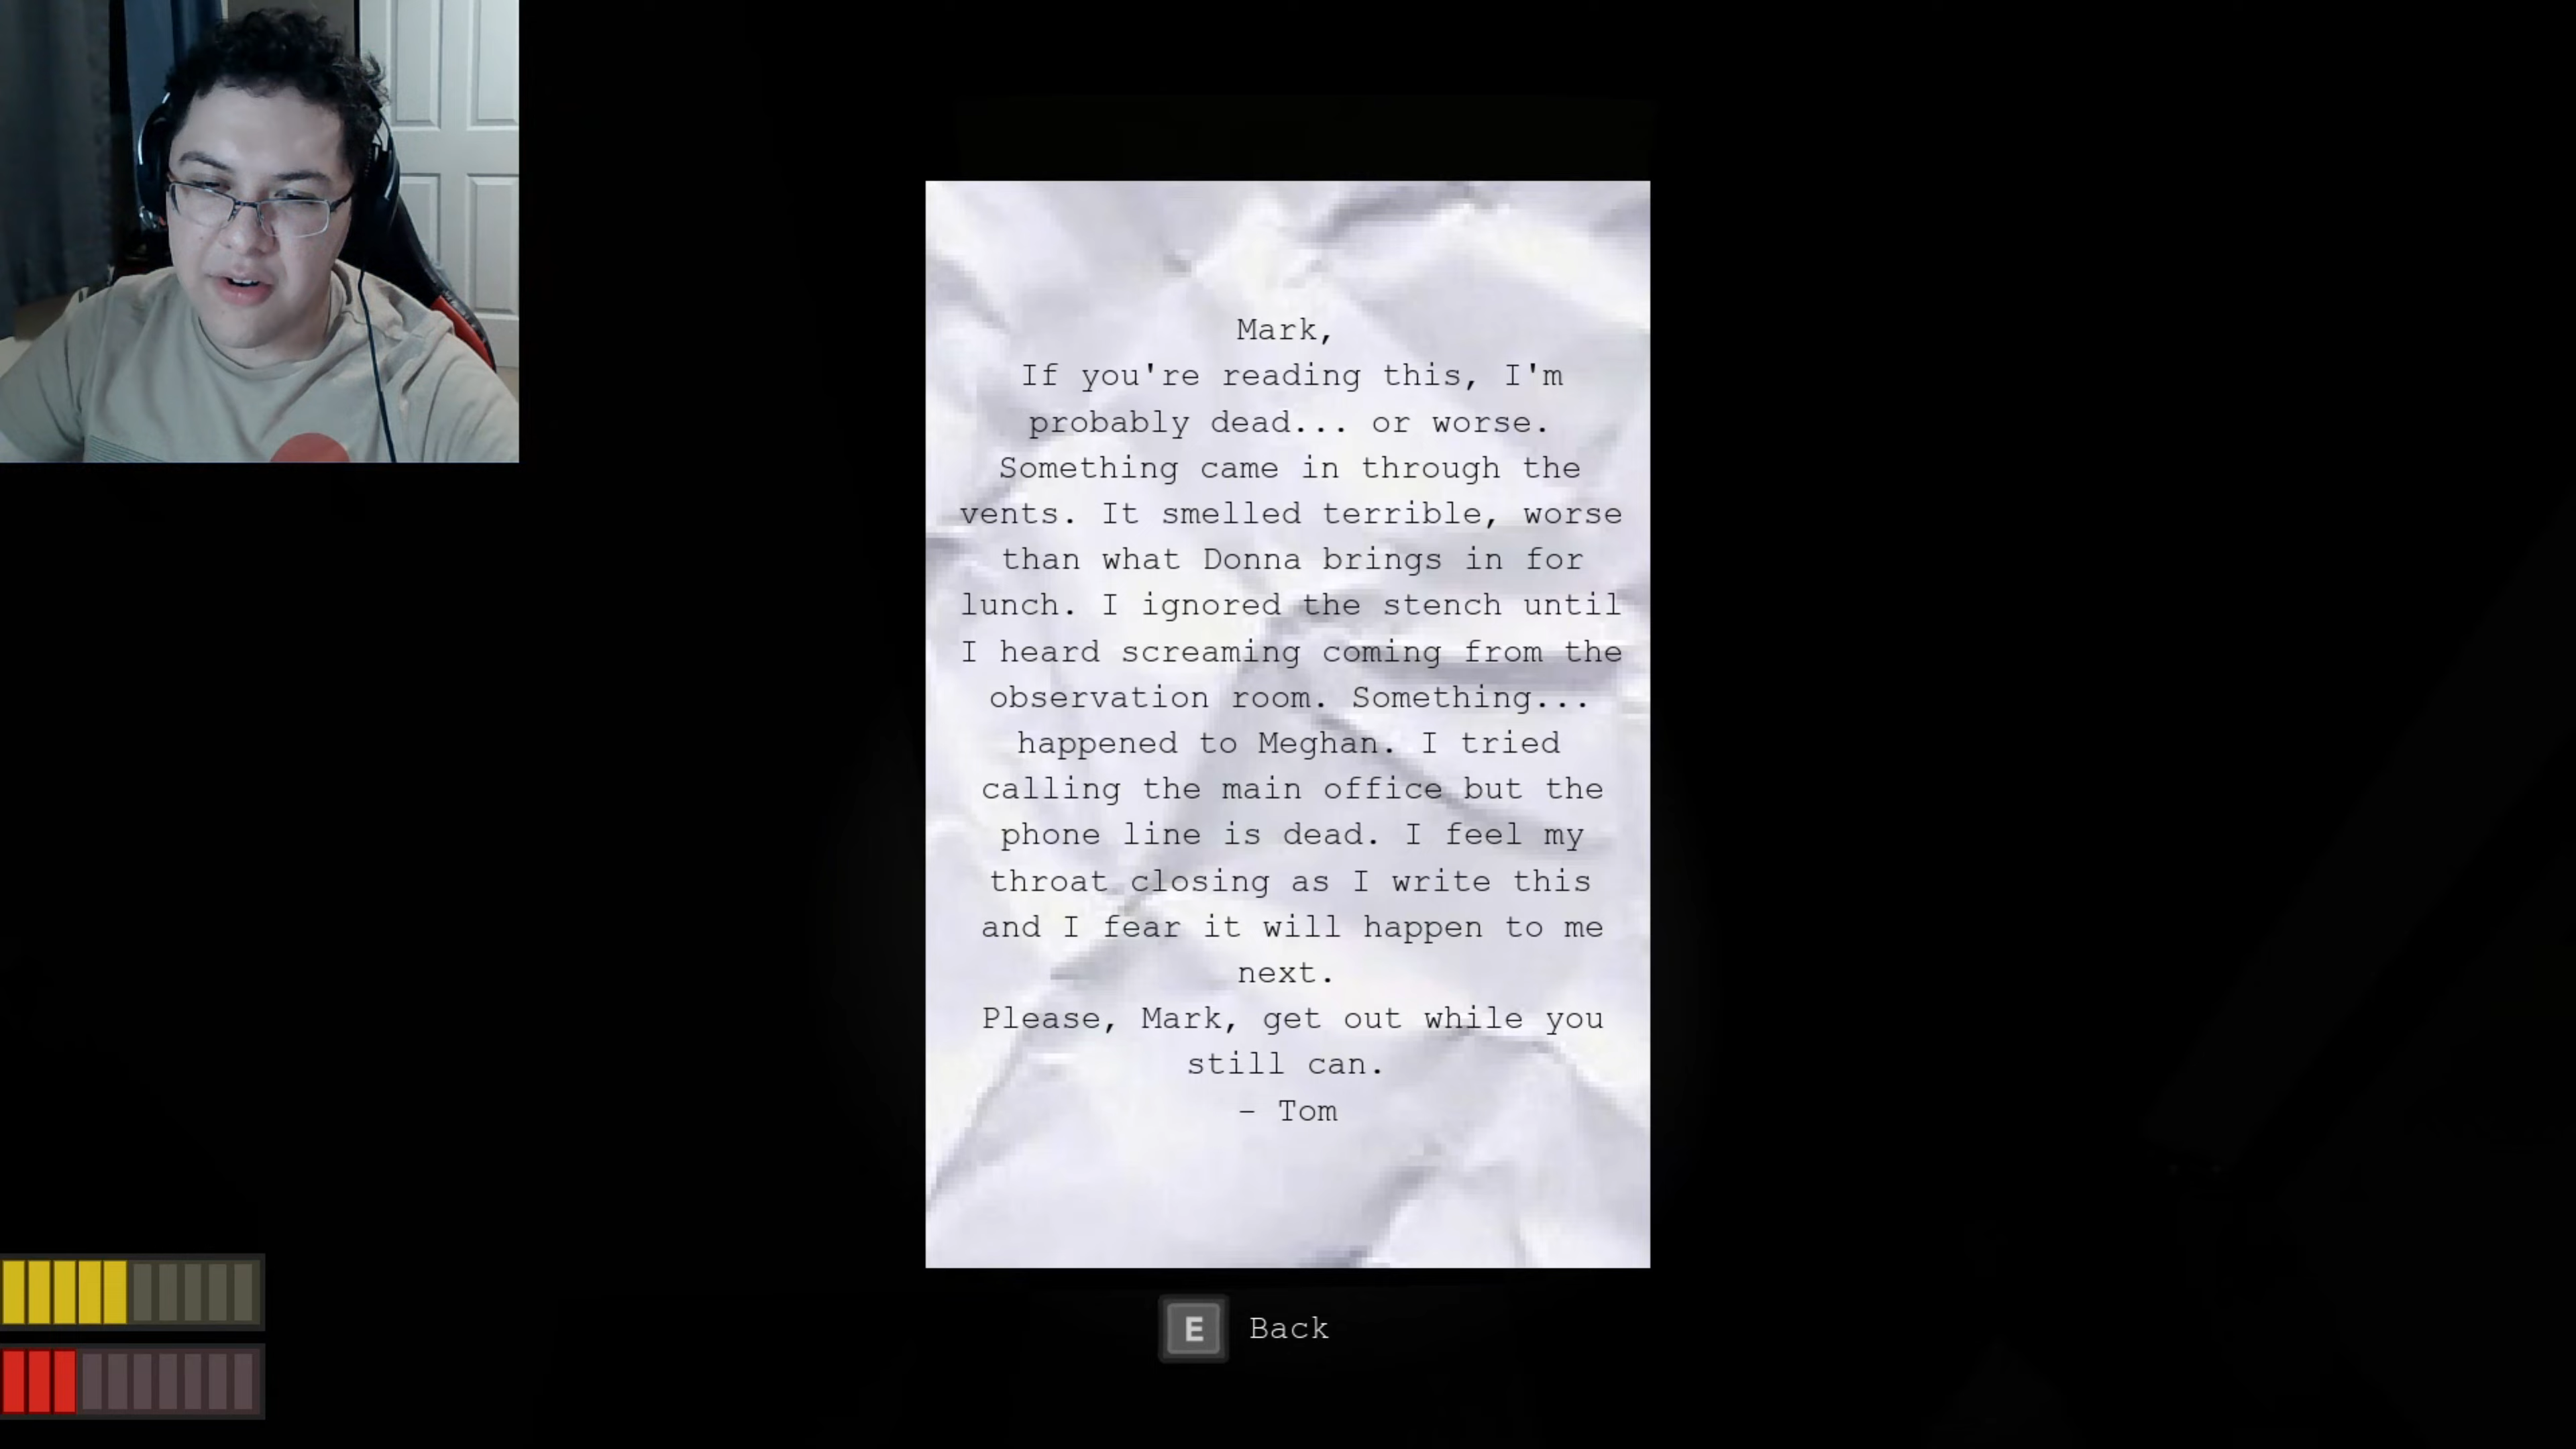 Mark,
If you're reading this, I'm
probably dead... or worse.
Something came in through the
vents. It smelled terrible, worse
than what Donna brings in for
lunch. I ignored the stench until
I heard screaming coming from the
observation room. Something...
happened to Meghan. I tried
calling the main office but the
phone line is dead. I feel my
throat closing as I write this
and I fear it will happen to me
next.
Please, Mark, get out while you
still can.
- Tom
E Back